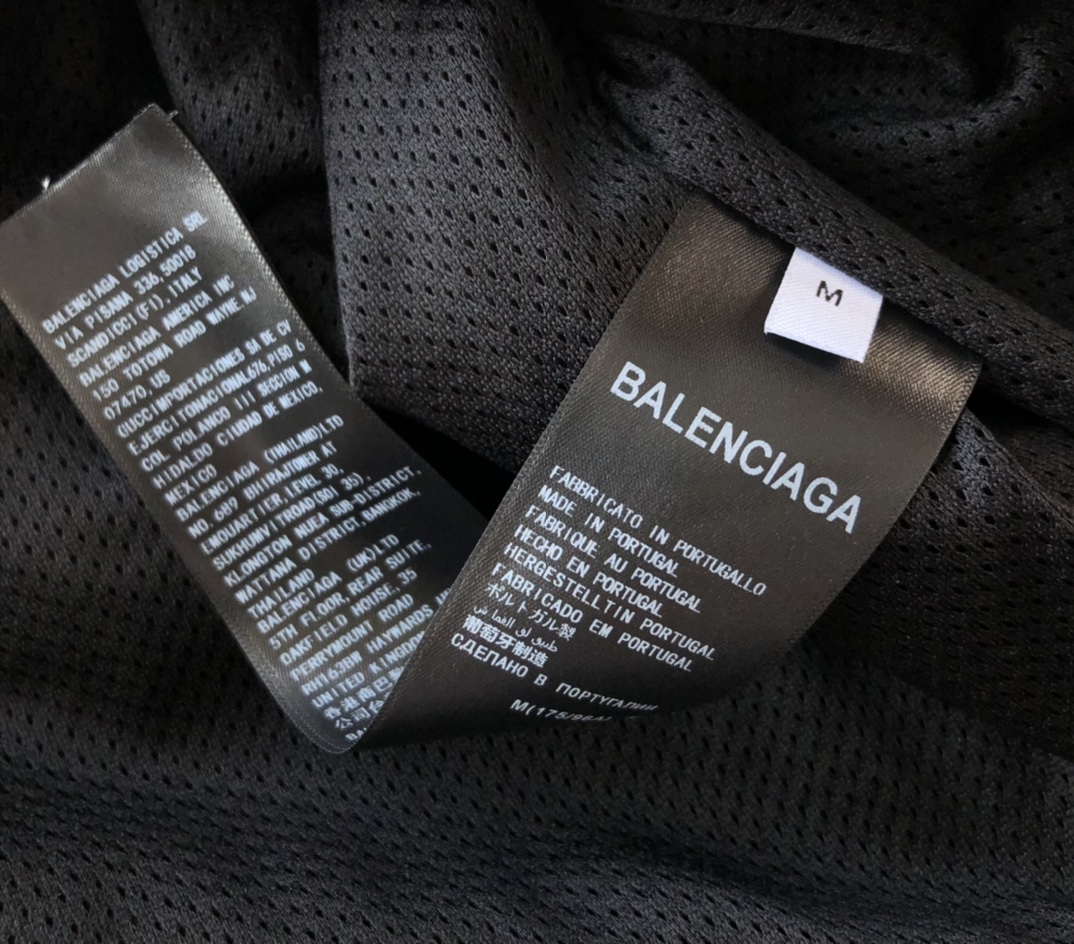 BALENCIAGA LOGISTICA SRL
VIA PISANA 336,50018
SCANDICCI(FI),ITALY
BALENCIAGA AMERICA INC
150 TOTOWA ROAD WAYNE,NJ
07470,US
GUCCIMPORTACIONES SA DE CV
EJERCITONACIONAL676,PISO 6
COL POLANCO III SECCION M
HIDALGO CIUDAD DE MEXICO,
MEXICO
BALENCIAGA (THAILAND)LTD
NO.689 BHIRAJTOWER AT
EMQUARTIER,LEVEL 30,
SUKHUMVITROAD(SOI 35),
KLONGTON NUEA SUB-DISTRICT,
WATTANA DISTRICT,BANGKOK,
THAILAND
BALENCIAGA (UK)LTD
5TH FLOOR,REAR SUITE,
OAKFIELD HOUSE,35
PERRYMOUNT ROAD
RH163BW HAYWARDS
UNITED
公司
M
BALENCIAGA
FABBRICATO IN PORTUGALLO
MADE IN PORTUGAL
FABRIQUE AU PORTUGAL
HECHO EN PORTUGAL
HERGESTELLTIN PORTUGAL
FABRICADO EM PORTUGAL
ポルトガル製
葡萄牙制造
СДЕЛАНО В ПОРТУГАЛИИ